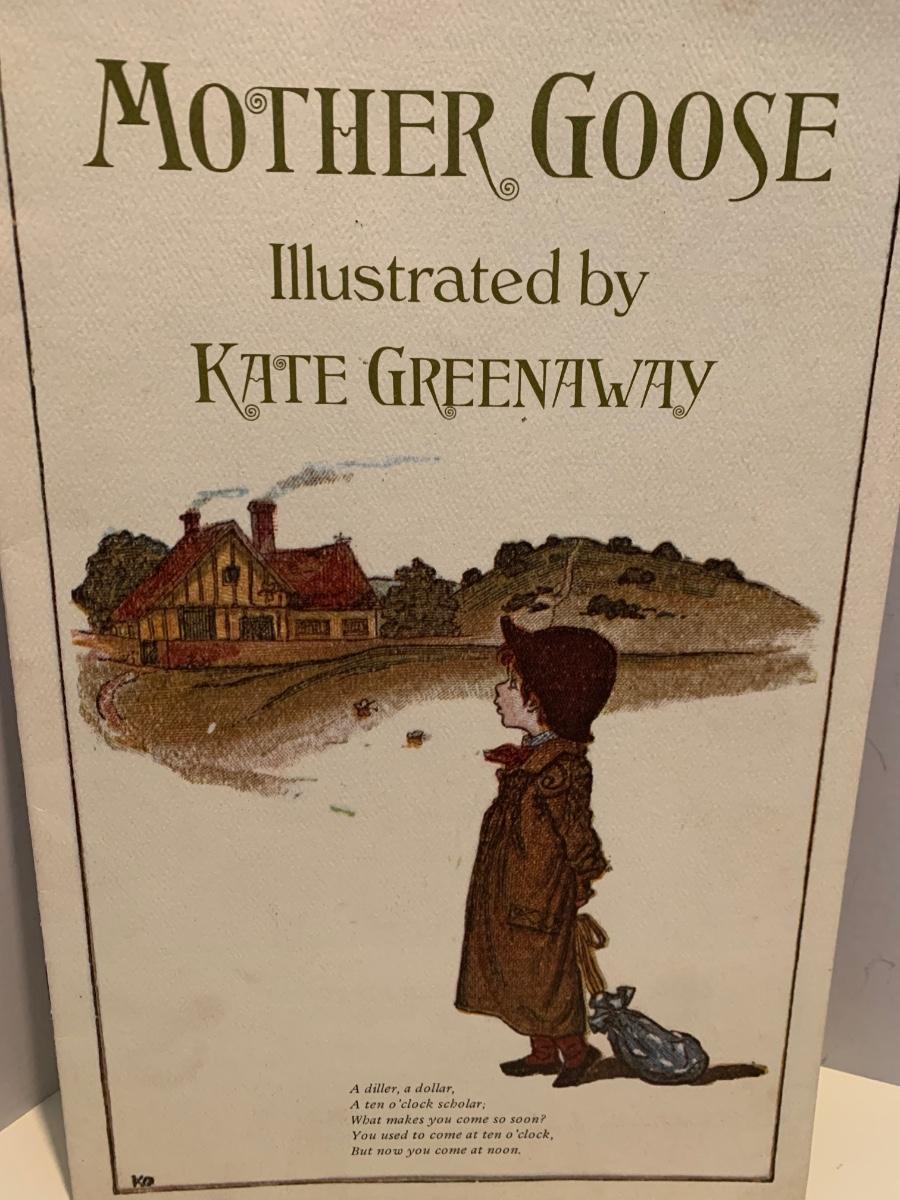 MOTHER GOOSE
Illustrated by
KATE GREENAWAY
A diller, a dollar,
A ten o'clock scholar;
What makes you come so soon?
You used to come at ten o'clock,
But now you come at noon.
KG